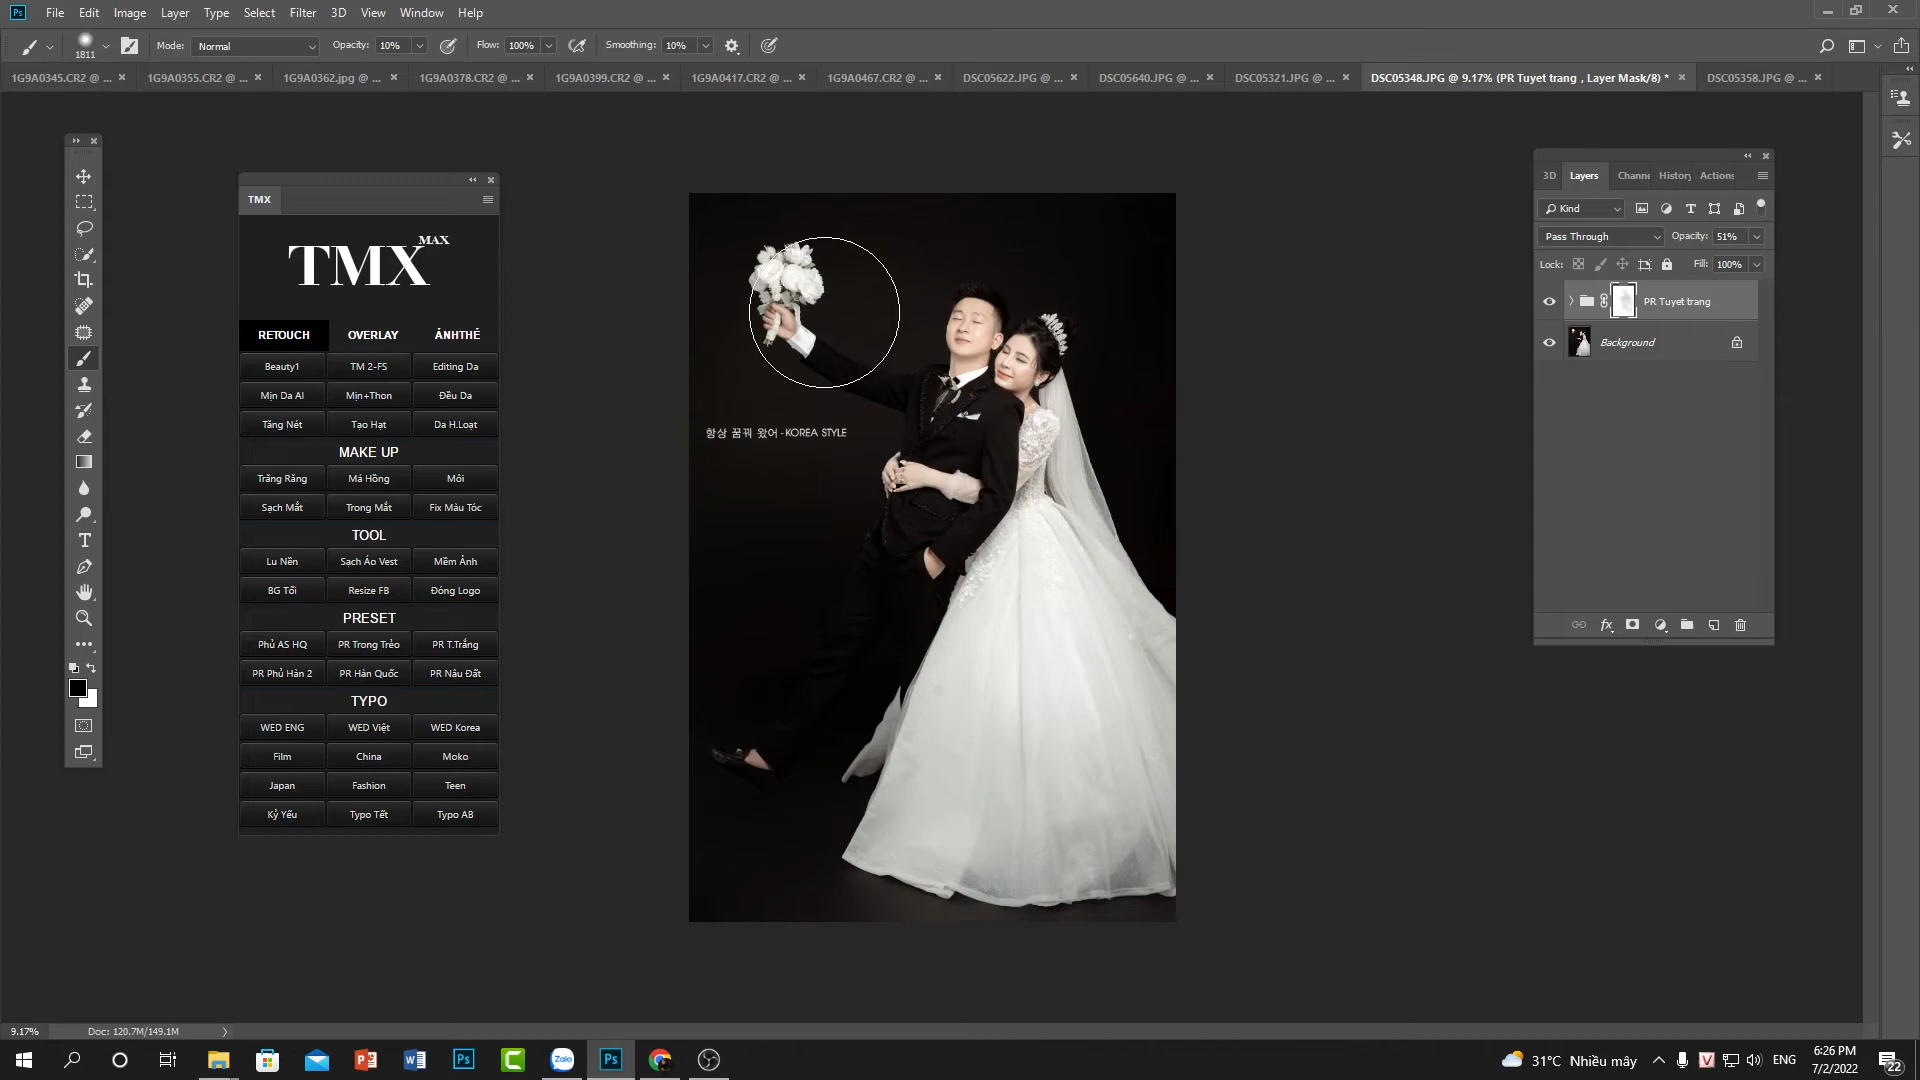 Ps File Edit Image Layer Type Select Filter 3D View Window Help
1811 Mode: Normal Opacity: 10% Flow: 100% Smoothing: 10%
1G9A0345.CR2 @ ... 1G9A0355.CR2 @ ... 1G9A0362.jpg @ ... 1G9A0378.CR2 @ ... 1G9A0399.CR2 @ ... 1G9A0417.CR2 @ ... 1G9A0467.CR2 @ ... DSC05622.JPG @ ... DSC05640.JPG @ ... DSC05321.JPG @ ... DSC05348.JPG @ 9.17% (PR Tuyet trang , Layer Mask/8) * DSC05358.JPG @ ...
TMX
TMX MAX
RETOUCH OVERLAY ẢNHTHẺ
Beauty1 TM 2-FS Editing Da
Mịn Da AI Mịn+Thon Đều Da
Tăng Nét Tạo Hạt Da H.Loạt
MAKE UP
Trăng Răng Má Hồng Môi
Sạch Mắt Trong Mắt Fix Màu Tóc
TOOL
Lu Nền Sạch Áo Vest Mềm Ảnh
BG Tối Resize FB Đóng Logo
PRESET
Phủ AS HQ PR Trong Trẻo PR T.Trắng
PR Phủ Hàn 2 PR Hàn Quốc PR Nâu Đất
TYPO
WED ENG WED Việt WED Korea
Film China Moko
Japan Fashion Teen
Kỷ Yếu Typo Tết Typo AB
항상 꿈꿔 왔어 - KOREA STYLE
3D Layers Channe History Actions
Kind
Pass Through Opacity: 51%
Lock: Fill: 100%
PR Tuyet trang
Background
fx
9.17% Doc: 120.7M/149.1M
Zalo Ps
31°C Nhiều mây ENG
6:26 PM
7/2/2022
22